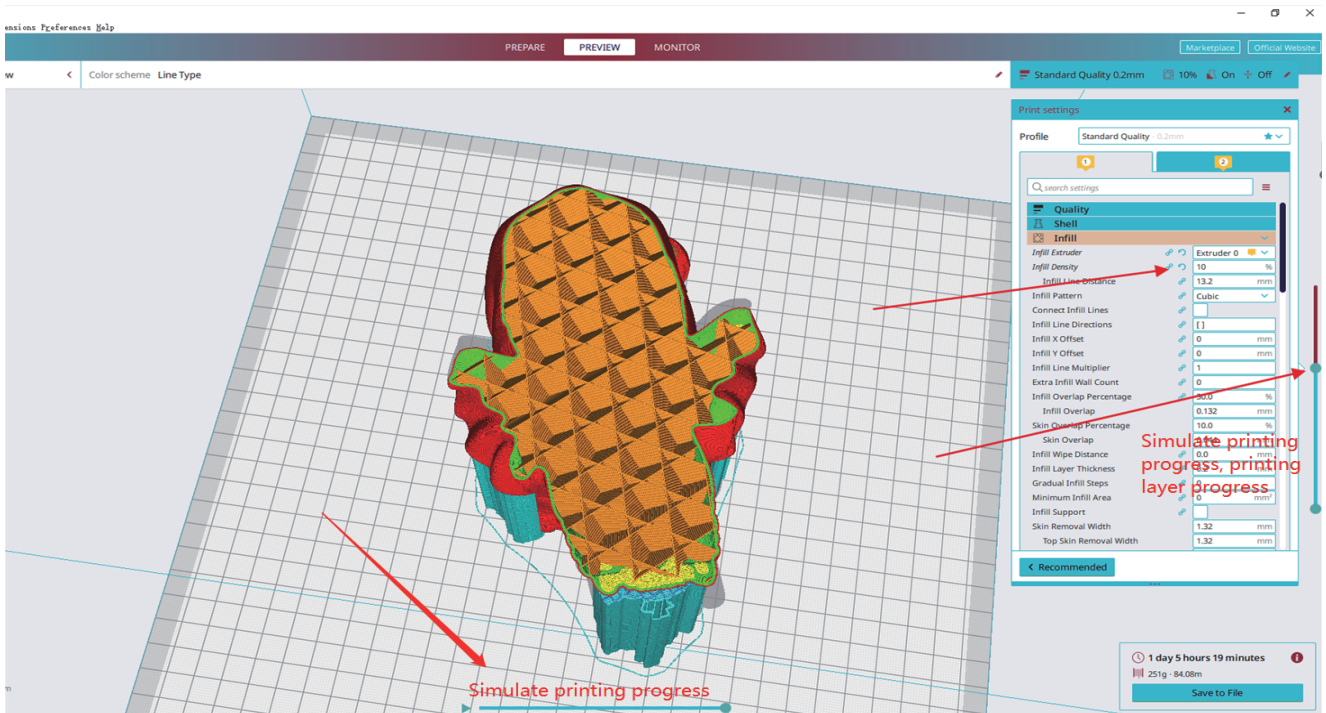 ensions Preferences Help
PREPARE PREVIEW MONITOR
Marketplace Official Website
ew Color scheme Line Type
Standard Quality 0.2mm 10% On Off
Print settings
Profile Standard Quality - 0.2mm
1 2
search settings
Quality
Shell
Infill
Infill Extruder Extruder 0
Infill Density 10 %
Infill Line Distance 13.2 mm
Infill Pattern Cubic
Connect Infill Lines
Infill Line Directions [ ]
Infill X Offset 0 mm
Infill Y Offset 0 mm
Infill Line Multiplier 1
Extra Infill Wall Count 0
Infill Overlap Percentage 30.0 %
Infill Overlap 0.132 mm
Skin Overlap Percentage 10.0 %
Skin Overlap
Infill Wipe Distance 0.0 mm
Infill Layer Thickness mm
Gradual Infill Steps 0
Minimum Infill Area 0 mm²
Infill Support
Skin Removal Width 1.32 mm
Top Skin Removal Width 1.32 mm
Simulate printing
progress, printing
layer progress
Recommended
1 day 5 hours 19 minutes
251g · 84.08m
Save to File
Simulate printing progress